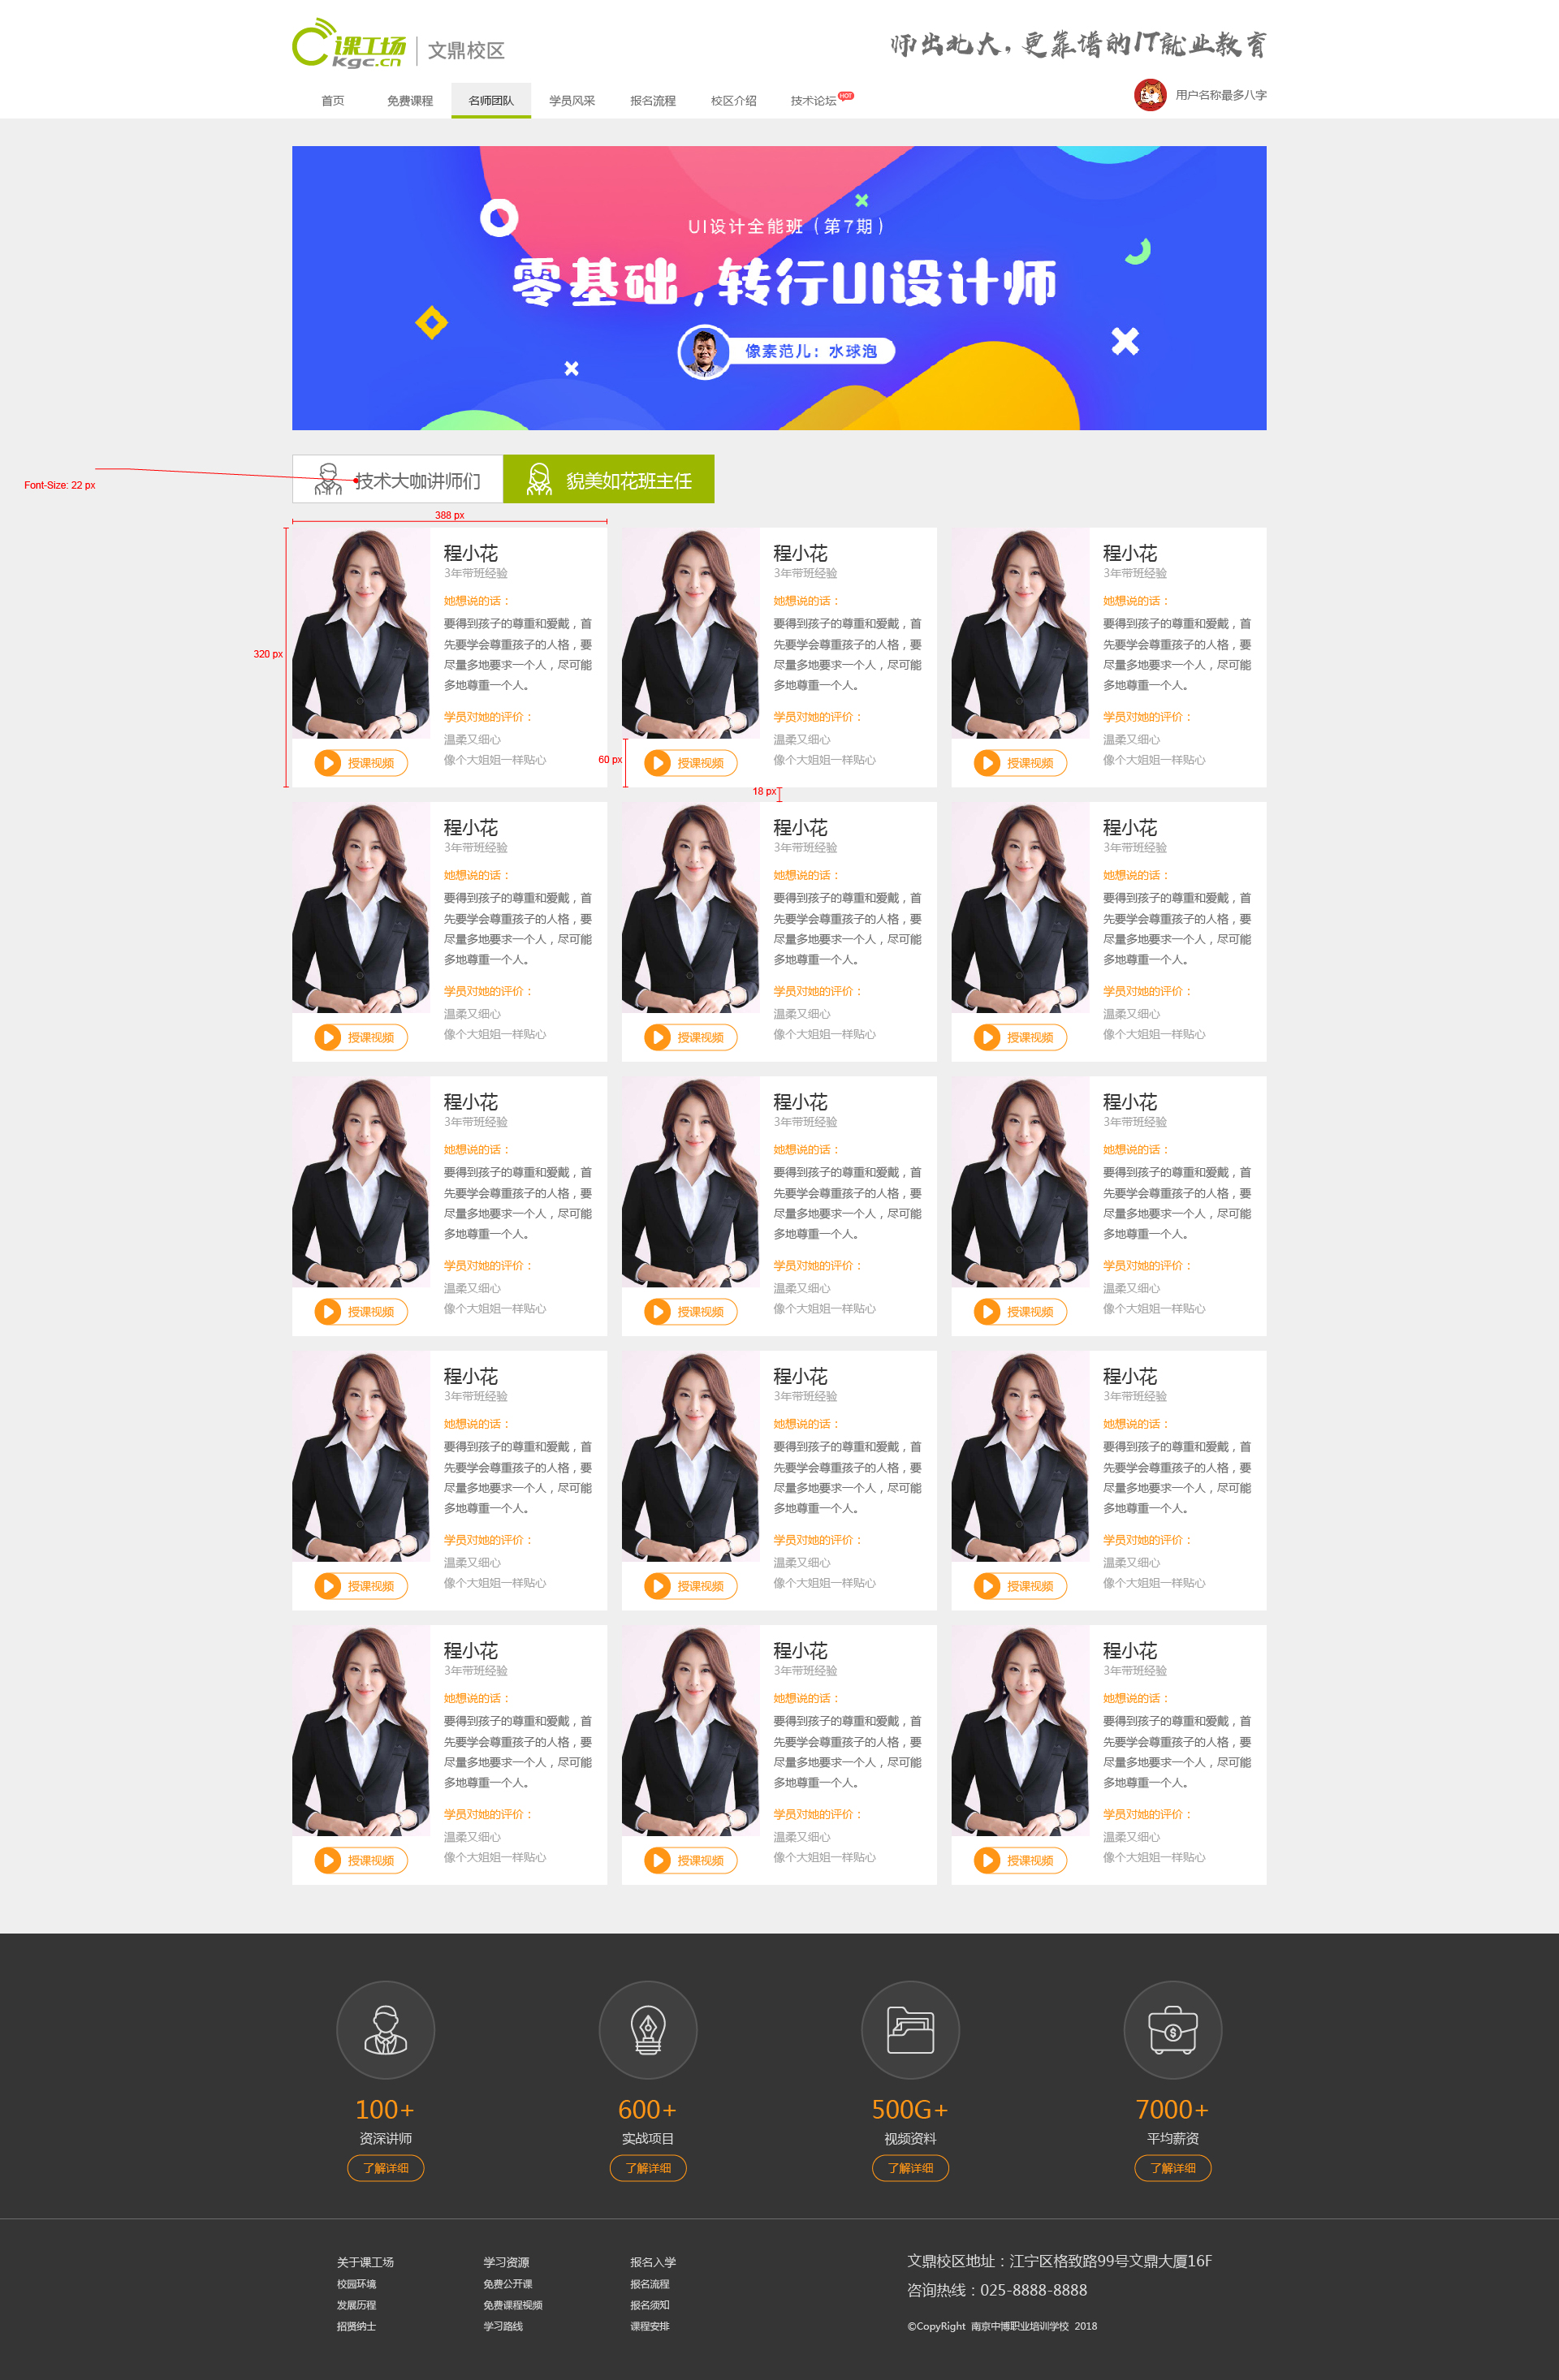 课工场
kgc.cn
文鼎校区
师出北大,更靠谱的IT就业教育
首页
免费课程
名师团队
学员风采
报名流程
校区介绍
技术论坛
HOT
用户名称最多八字
UI设计全能班(第7期)
零基础,转行UI设计师
像素范儿:水球泡
Font-Size: 22 px
技术大咖讲师们
貌美如花班主任
388 px
320 px
程小花
3年带班经验
她想说的话:
要得到孩子的尊重和爱戴,首
先要学会尊重孩子的人格,要
尽量多地要求一个人,尽可能
多地尊重一个人。
学员对她的评价:
温柔又细心
像个大姐姐一样贴心
授课视频
程小花
3年带班经验
她想说的话:
要得到孩子的尊重和爱戴,首
先要学会尊重孩子的人格,要
尽量多地要求一个人,尽可能
多地尊重一个人。
学员对她的评价:
温柔又细心
像个大姐姐一样贴心
60 px
授课视频
程小花
3年带班经验
她想说的话:
要得到孩子的尊重和爱戴,首
先要学会尊重孩子的人格,要
尽量多地要求一个人,尽可能
多地尊重一个人。
学员对她的评价:
温柔又细心
像个大姐姐一样贴心
授课视频
18 px
程小花
3年带班经验
她想说的话:
要得到孩子的尊重和爱戴,首
先要学会尊重孩子的人格,要
尽量多地要求一个人,尽可能
多地尊重一个人。
学员对她的评价:
温柔又细心
像个大姐姐一样贴心
授课视频
程小花
3年带班经验
她想说的话:
要得到孩子的尊重和爱戴,首
先要学会尊重孩子的人格,要
尽量多地要求一个人,尽可能
多地尊重一个人。
学员对她的评价:
温柔又细心
像个大姐姐一样贴心
授课视频
程小花
3年带班经验
她想说的话:
要得到孩子的尊重和爱戴,首
先要学会尊重孩子的人格,要
尽量多地要求一个人,尽可能
多地尊重一个人。
学员对她的评价:
温柔又细心
像个大姐姐一样贴心
授课视频
程小花
3年带班经验
她想说的话:
要得到孩子的尊重和爱戴,首
先要学会尊重孩子的人格,要
尽量多地要求一个人,尽可能
多地尊重一个人。
学员对她的评价:
温柔又细心
像个大姐姐一样贴心
授课视频
程小花
3年带班经验
她想说的话:
要得到孩子的尊重和爱戴,首
先要学会尊重孩子的人格,要
尽量多地要求一个人,尽可能
多地尊重一个人。
学员对她的评价:
温柔又细心
像个大姐姐一样贴心
授课视频
程小花
3年带班经验
她想说的话:
要得到孩子的尊重和爱戴,首
先要学会尊重孩子的人格,要
尽量多地要求一个人,尽可能
多地尊重一个人。
学员对她的评价:
温柔又细心
像个大姐姐一样贴心
授课视频
程小花
3年带班经验
她想说的话:
要得到孩子的尊重和爱戴,首
先要学会尊重孩子的人格,要
尽量多地要求一个人,尽可能
多地尊重一个人。
学员对她的评价:
温柔又细心
像个大姐姐一样贴心
授课视频
程小花
3年带班经验
她想说的话:
要得到孩子的尊重和爱戴,首
先要学会尊重孩子的人格,要
尽量多地要求一个人,尽可能
多地尊重一个人。
学员对她的评价:
温柔又细心
像个大姐姐一样贴心
授课视频
程小花
3年带班经验
她想说的话:
要得到孩子的尊重和爱戴,首
先要学会尊重孩子的人格,要
尽量多地要求一个人,尽可能
多地尊重一个人。
学员对她的评价:
温柔又细心
像个大姐姐一样贴心
授课视频
程小花
3年带班经验
她想说的话:
要得到孩子的尊重和爱戴,首
先要学会尊重孩子的人格,要
尽量多地要求一个人,尽可能
多地尊重一个人。
学员对她的评价:
温柔又细心
像个大姐姐一样贴心
授课视频
程小花
3年带班经验
她想说的话:
要得到孩子的尊重和爱戴,首
先要学会尊重孩子的人格,要
尽量多地要求一个人,尽可能
多地尊重一个人。
学员对她的评价:
温柔又细心
像个大姐姐一样贴心
授课视频
程小花
3年带班经验
她想说的话:
要得到孩子的尊重和爱戴,首
先要学会尊重孩子的人格,要
尽量多地要求一个人,尽可能
多地尊重一个人。
学员对她的评价:
温柔又细心
像个大姐姐一样贴心
授课视频
100+
资深讲师
了解详细
600+
实战项目
了解详细
500G+
视频资料
了解详细
7000+
平均薪资
了解详细
关于课工场
校园环境
发展历程
招贤纳士
学习资源
免费公开课
免费课程视频
学习路线
报名入学
报名流程
报名须知
课程安排
文鼎校区地址:江宁区格致路99号文鼎大厦16F
咨询热线:025-8888-8888
©CopyRight 南京中博职业培训学校 2018